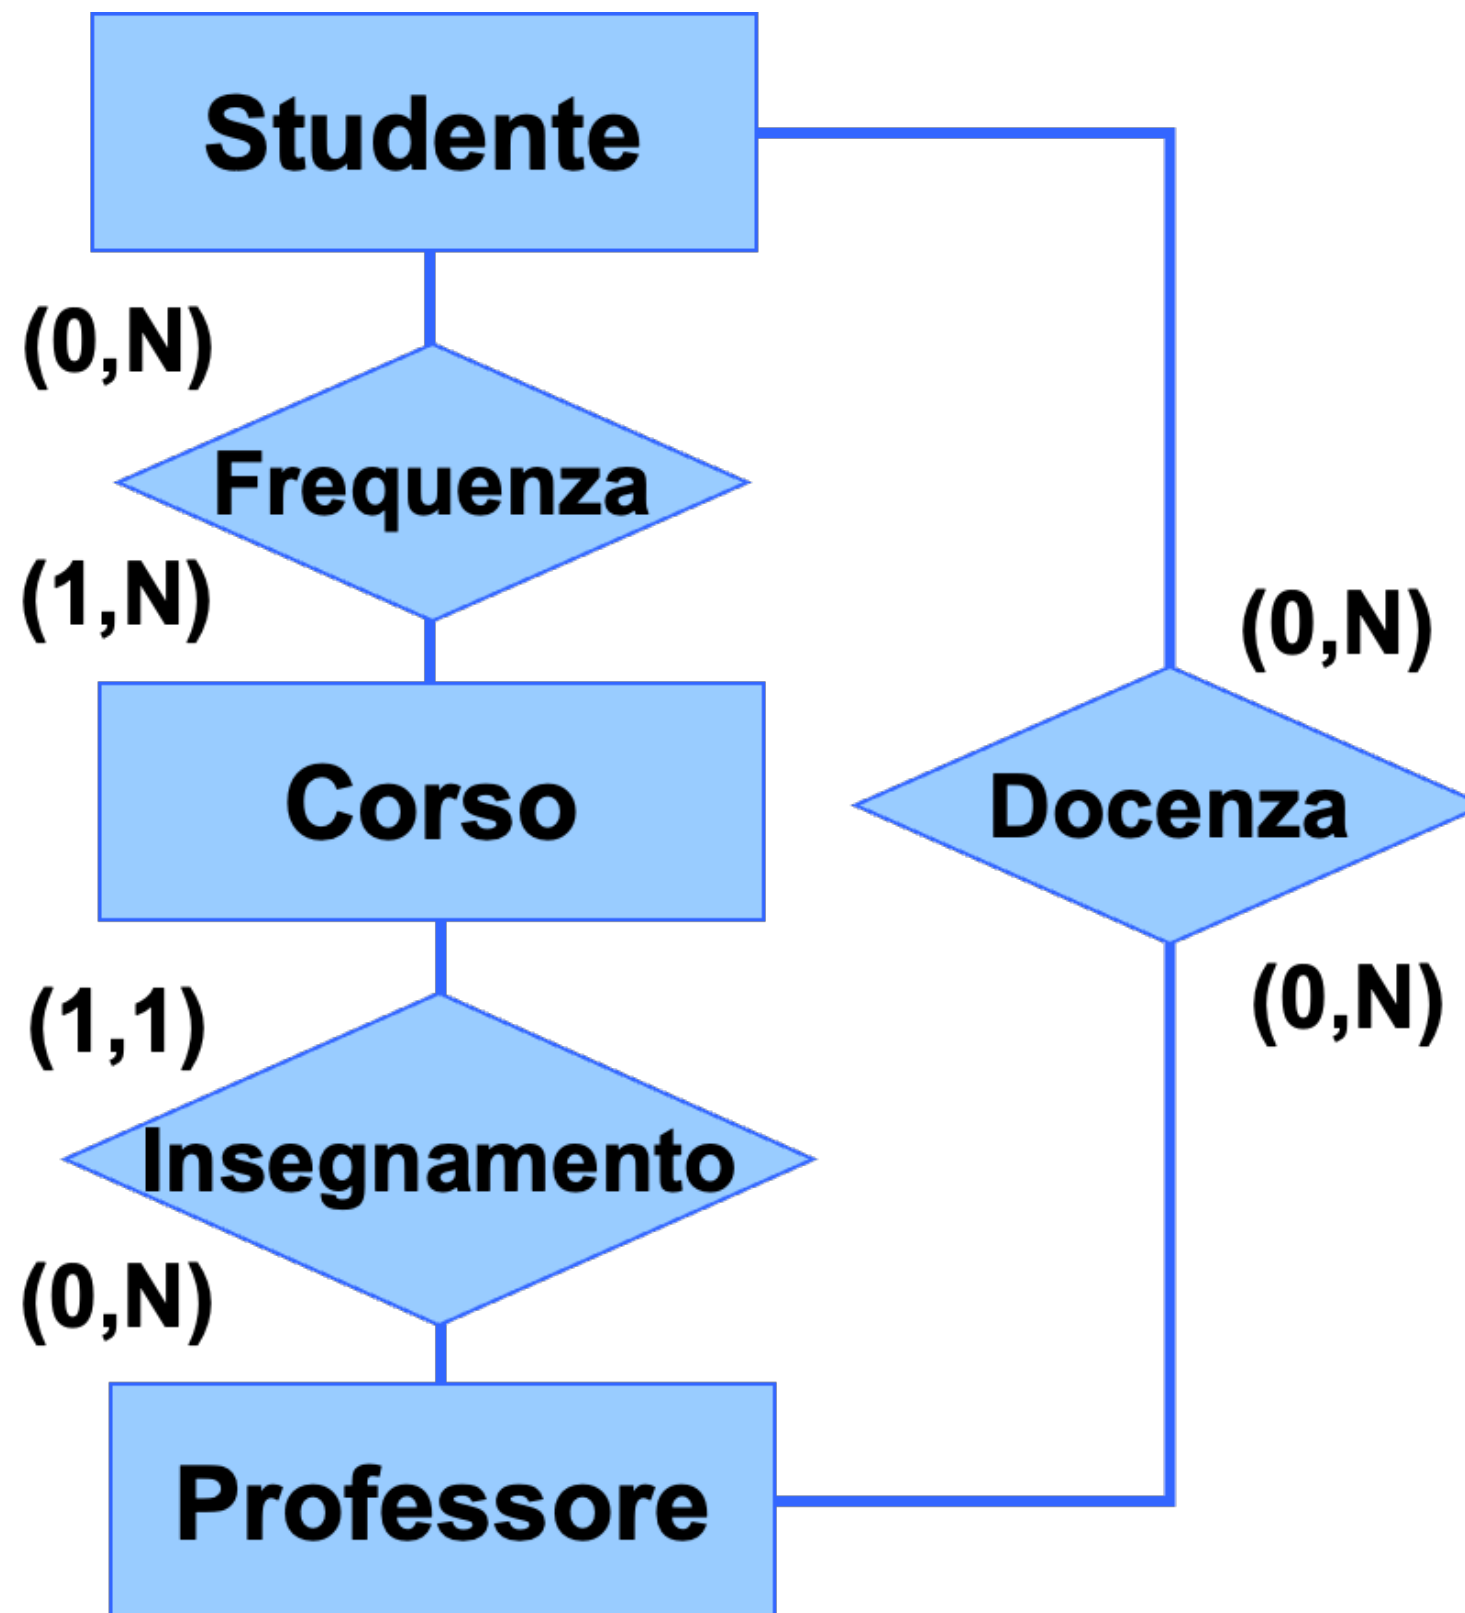 Studente
(0,N)
Frequenza
(1,N)
(0,N)
Corso
Docenza
(1,1)
(0,N)
Insegnamento
(0,N)
Professore